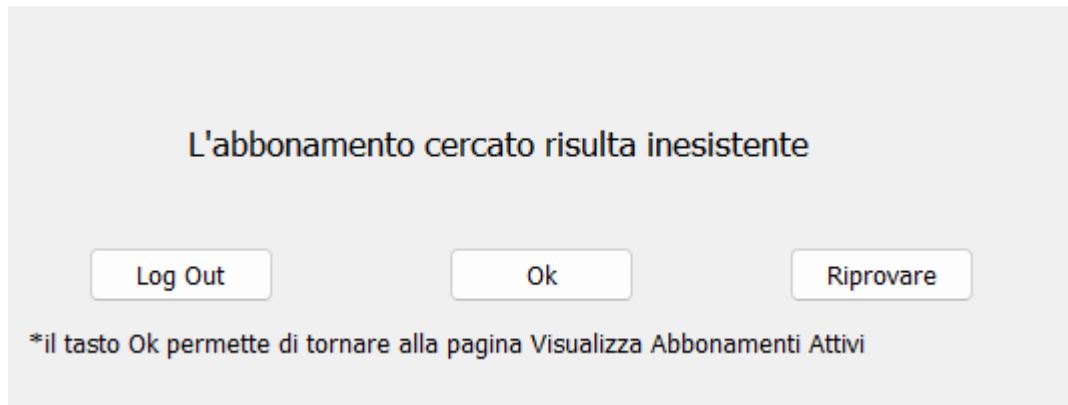 L'abbonamento cercato risulta inesistente
Log Out
Ok
Riprovare
*il tasto Ok permette di tornare alla pagina Visualizza Abbonamenti Attivi